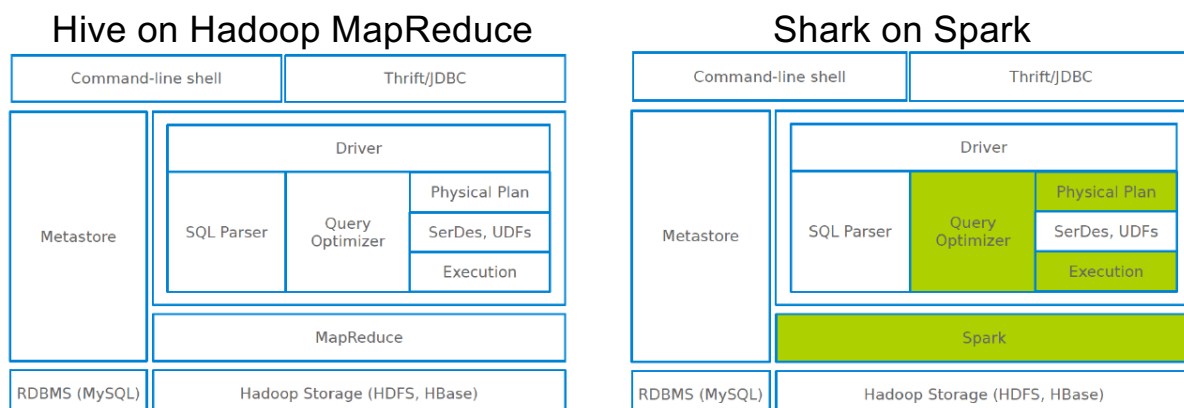 Hive on Hadoop MapReduce
Command-line shell
Thrift/JDBC
Metastore
Driver
SQL Parser
Query
Optimizer
Physical Plan
SerDes, UDFs
Execution
MapReduce
RDBMS (MySQL)
Hadoop Storage (HDFS, HBase)
Shark on Spark
Command-line shell
Thrift/JDBC
Metastore
Driver
SQL Parser
Query
Optimizer
Physical Plan
SerDes, UDFs
Execution
Spark
RDBMS (MySQL)
Hadoop Storage (HDFS, HBase)